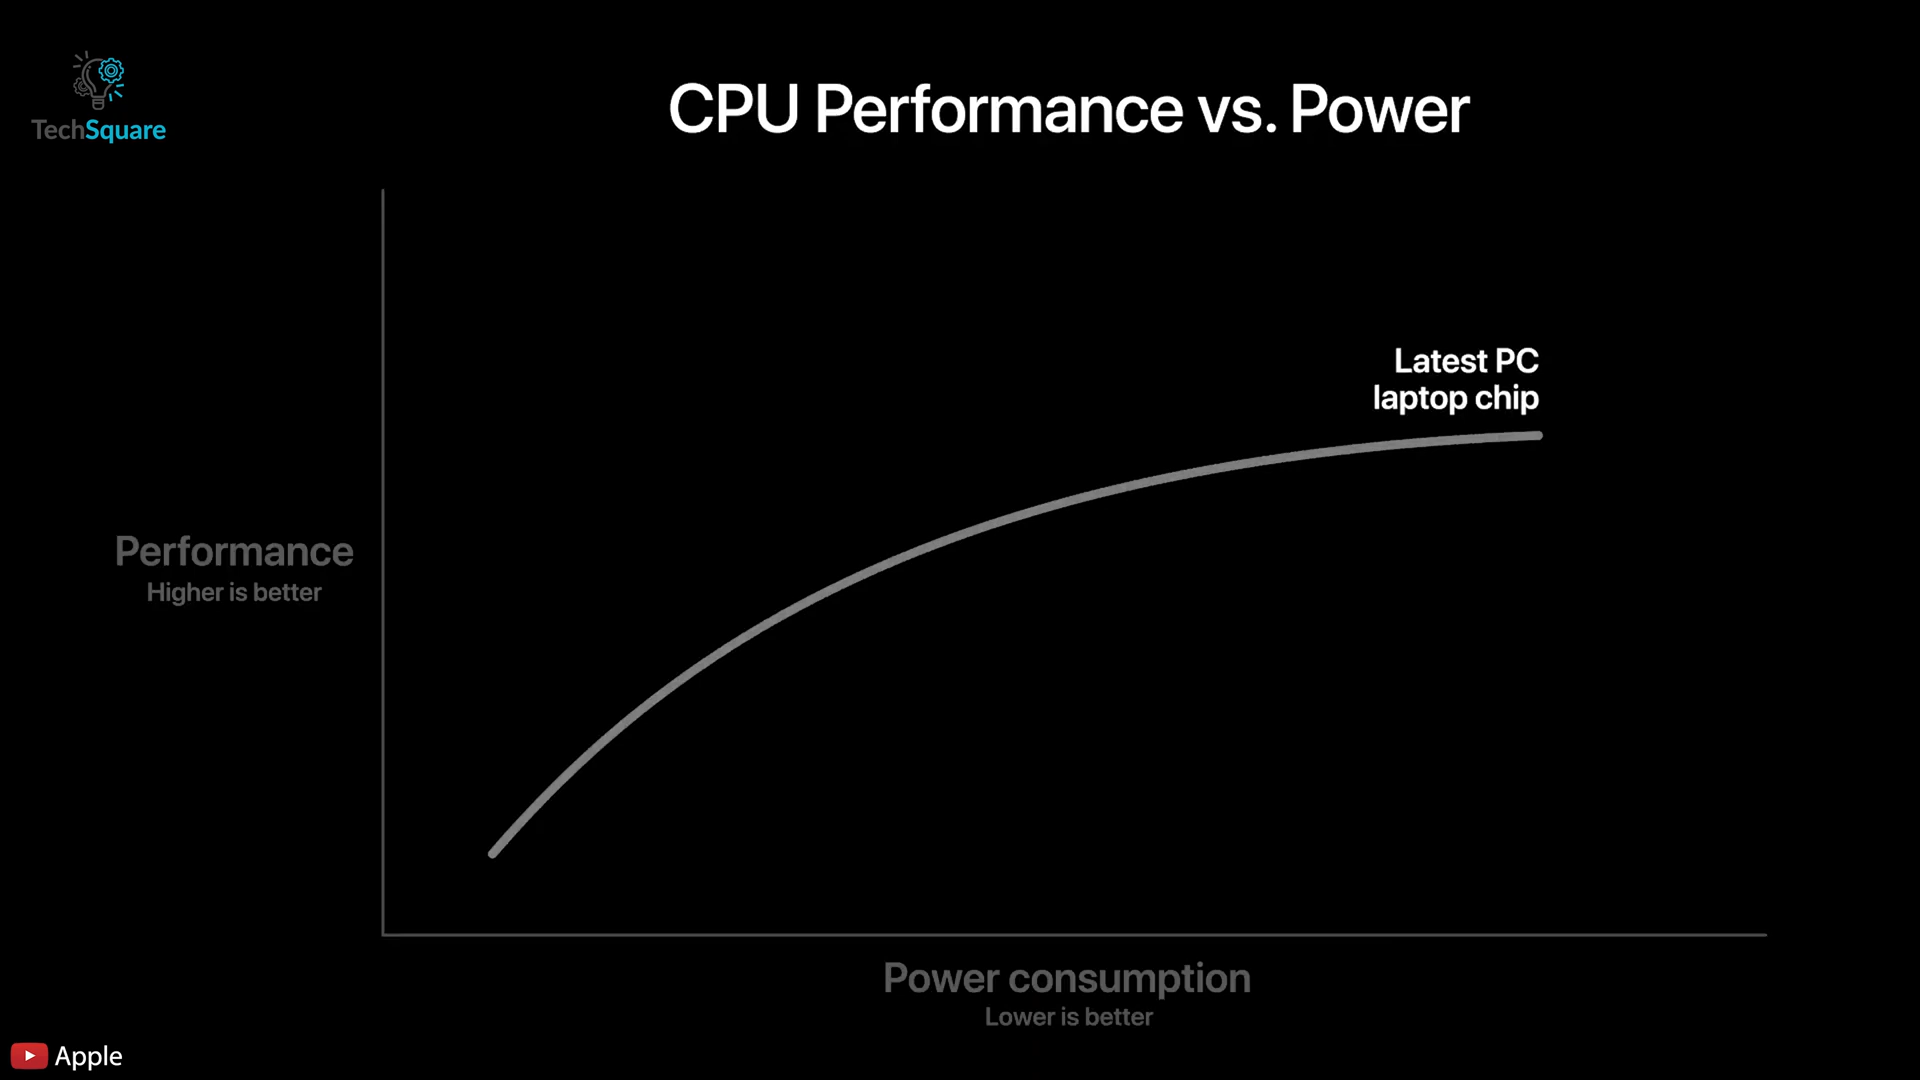 TechSquare
CPU Performance vs. Power
Latest PC
laptop chip
Performance
Higher is better
Power consumption
Lower is better
Apple